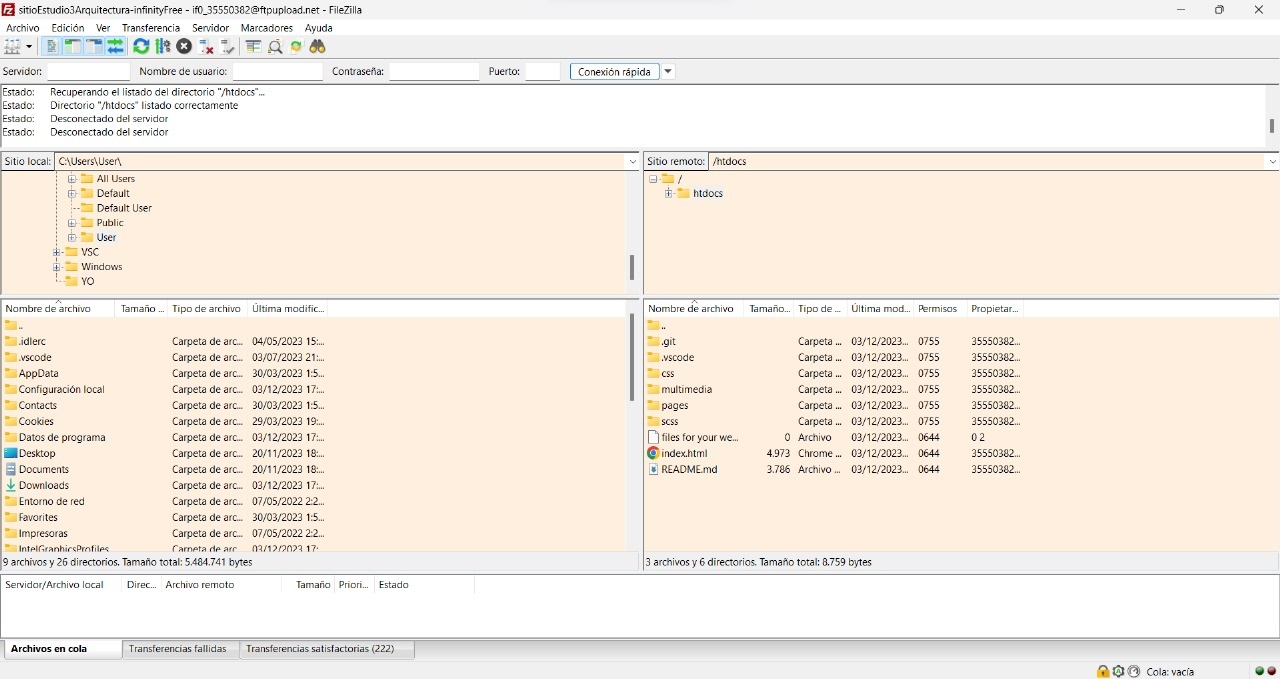 sitioEstudio3Arquitectura-infinityFree - if0_35550382@ftpupload.net - FileZilla
Archivo Edición Ver Transferencia Servidor Marcadores Ayuda
Servidor: Nombre de usuario: Contraseña: Puerto: Conexión rápida
Estado: Recuperando el listado del directorio "/htdocs"...
Estado: Directorio "/htdocs" listado correctamente
Estado: Desconectado del servidor
Estado: Desconectado del servidor
Sitio local: C:\Users\User\
All Users
Default
Default User
Public
User
VSC
Windows
YO
Sitio remoto: /htdocs
/
htdocs
Nombre de archivo Tamaño ... Tipo de archivo Última modific...
..
.idlerc Carpeta de arc... 04/05/2023 15:...
.vscode Carpeta de arc... 03/07/2023 21:...
AppData Carpeta de arc... 30/03/2023 1:5...
Configuración local Carpeta de arc... 03/12/2023 17:...
Contacts Carpeta de arc... 30/03/2023 1:5...
Cookies Carpeta de arc... 29/03/2023 19:...
Datos de programa Carpeta de arc... 03/12/2023 17:...
Desktop Carpeta de arc... 20/11/2023 18:...
Documents Carpeta de arc... 20/11/2023 18:...
Downloads Carpeta de arc... 03/12/2023 17:...
Entorno de red Carpeta de arc... 07/05/2022 2:2...
Favorites Carpeta de arc... 30/03/2023 1:5...
Impresoras Carpeta de arc... 07/05/2022 2:2...
IntelGraphicsProfiles Carpeta de arc... 03/12/2023 17:...
9 archivos y 26 directorios. Tamaño total: 5.484.741 bytes
Nombre de archivo Tamaño... Tipo de ... Última mod... Permisos Propietar...
..
.git Carpeta ... 03/12/2023... 0755 35550382...
.vscode Carpeta ... 03/12/2023... 0755 35550382...
css Carpeta ... 03/12/2023... 0755 35550382...
multimedia Carpeta ... 03/12/2023... 0755 35550382...
pages Carpeta ... 03/12/2023... 0755 35550382...
scss Carpeta ... 03/12/2023... 0755 35550382...
files for your we... 0 Archivo 03/12/2023... 0644 0 2
index.html 4.973 Chrome ... 03/12/2023... 0644 35550382...
README.md 3.786 Archivo ... 03/12/2023... 0644 35550382...
3 archivos y 6 directorios. Tamaño total: 8.759 bytes
Servidor/Archivo local Direc... Archivo remoto Tamaño Priori... Estado
Archivos en cola Transferencias fallidas Transferencias satisfactorias (222)
Cola: vacía